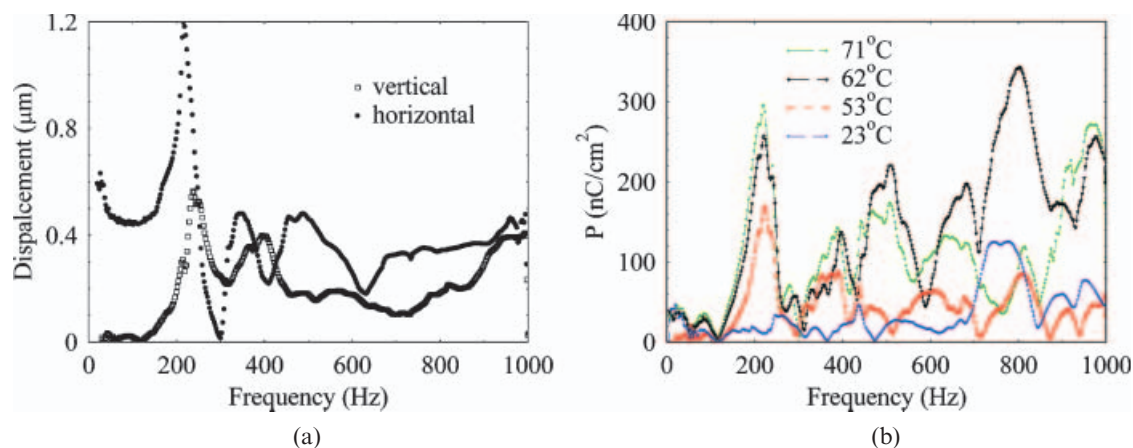 1.2
0.8
0.4
0
Dispalcement (μm)
vertical
horizontal
0 200 400 600 800 1000
Frequency (Hz)
(a)
400
300
200
100
0
P (nC/cm²)
71°C
62°C
53°C
23°C
0 200 400 600 800 1000
Frequency (Hz)
(b)